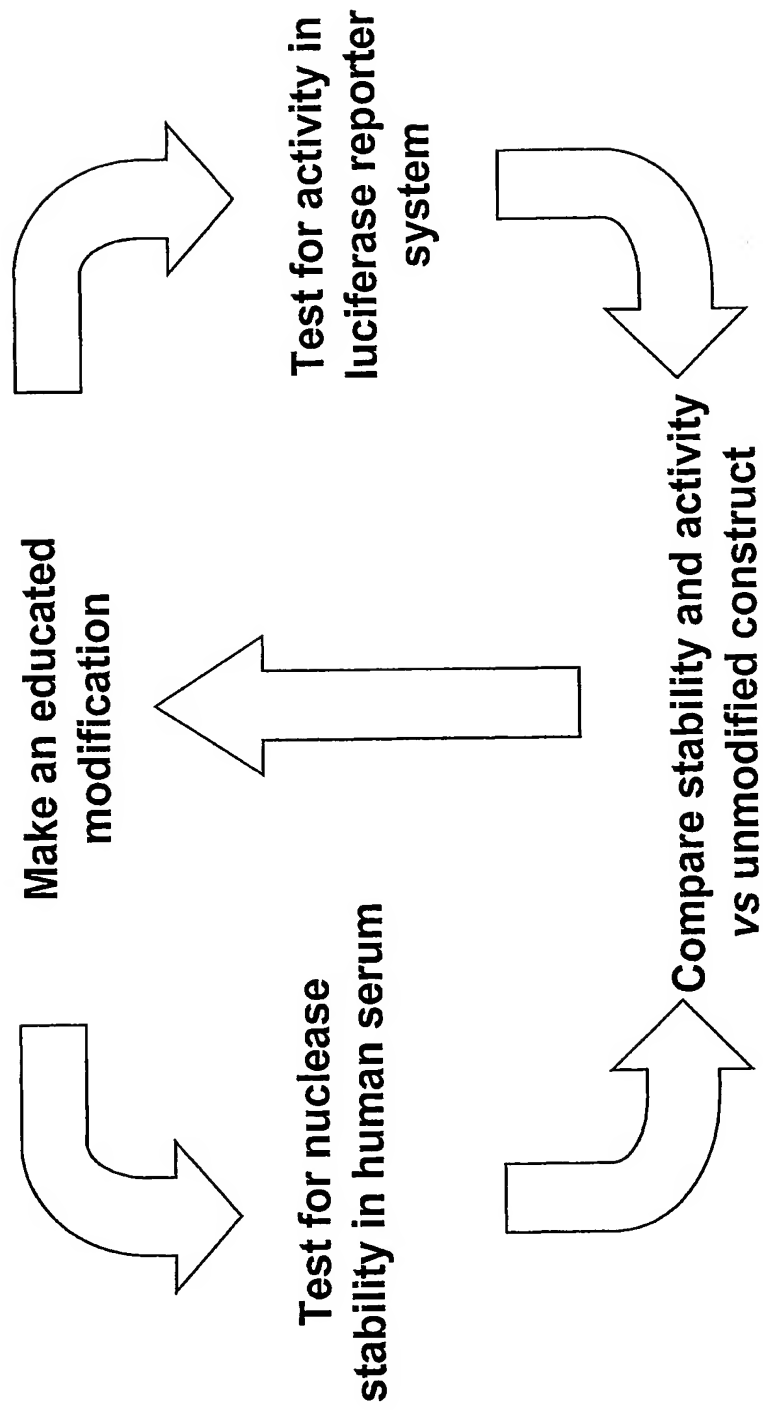 Make an educated
modification
Test for nuclease
stability in human serum
Test for activity in
luciferase reporter
system
Compare stability and activity
vs unmodified construct